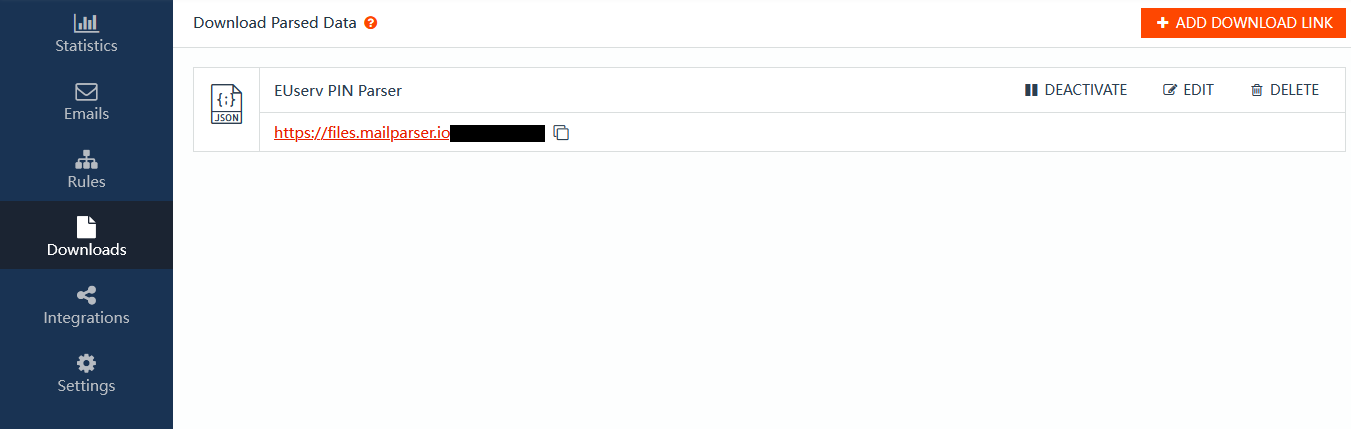 Statistics
Emails
Rules
Downloads
Integrations
Settings
Download Parsed Data ?
+ ADD DOWNLOAD LINK
{;}
JSON
EUserv PIN Parser
DEACTIVATE
EDIT
DELETE
https://files.mailparser.io